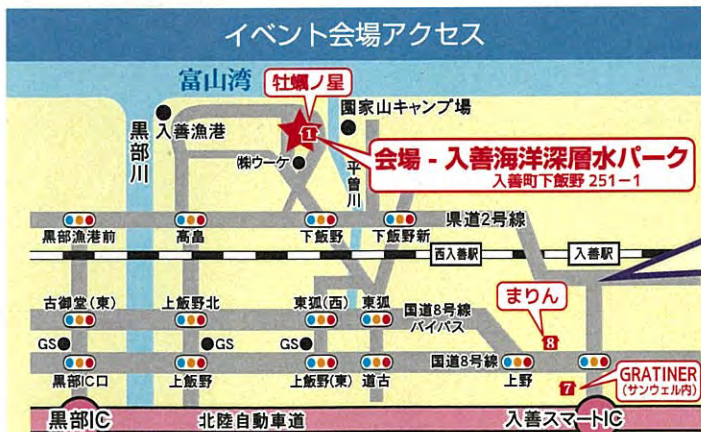 イベント会場アクセス
富山湾
牡蠣ノ星
入善漁港
園家山キャンプ場
黒部川
1
㈱ウーケ
平曽川
会場 - 入善海洋深層水パーク
入善町下飯野 251-1
県道2号線
黒部漁港前
高畠
下飯野
下飯野新
西入善駅
入善駅
古御堂(東)
上飯野北
東狐(西)
東狐
国道8号線
バイパス
まりん
8
GS
GS
GS
国道8号線
黒部IC口
上飯野
上飯野(東)
道古
上野
7
GRATINER
(サンウェル内)
黒部IC
北陸自動車道
入善スマートIC